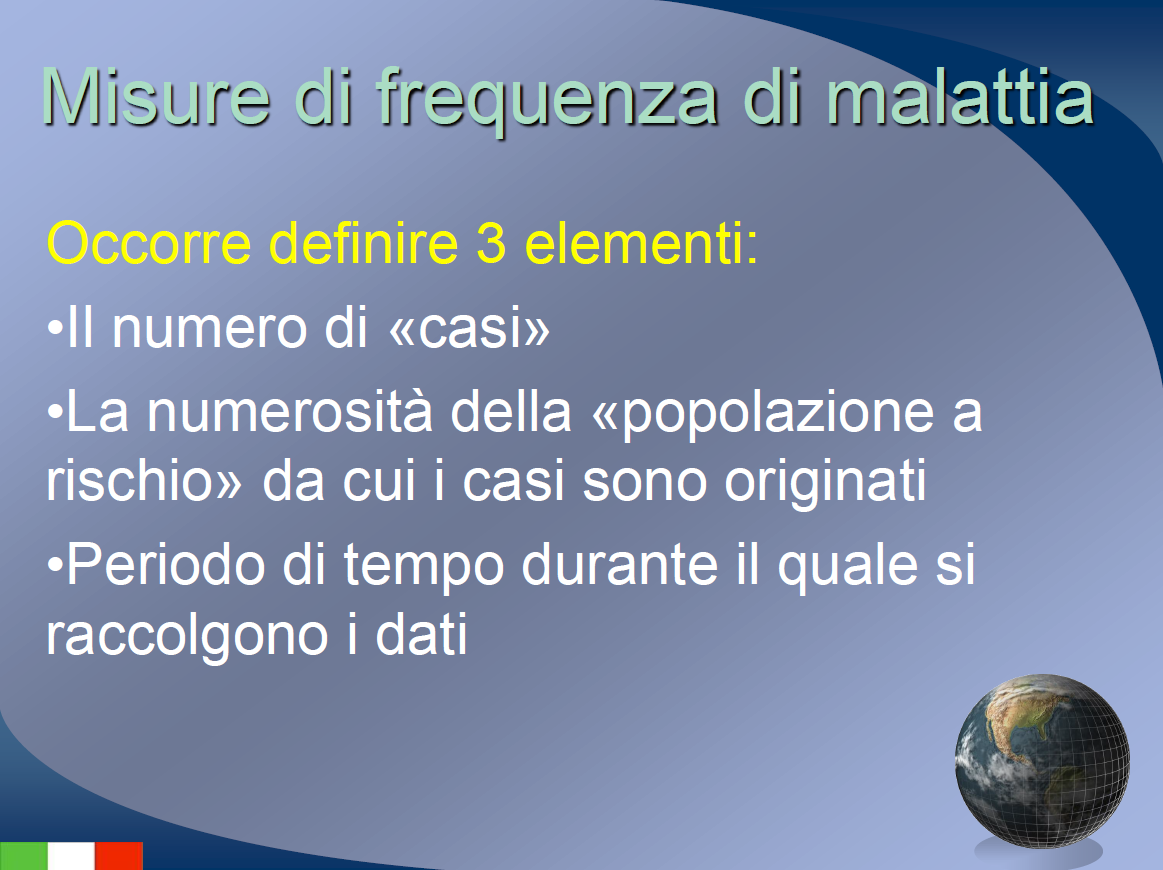 Misure di frequenza di malattia
Occorre definire 3 elementi:
•Il numero di «casi»
•La numerosità della «popolazione a
rischio» da cui i casi sono originati
•Periodo di tempo durante il quale si
raccolgono i dati